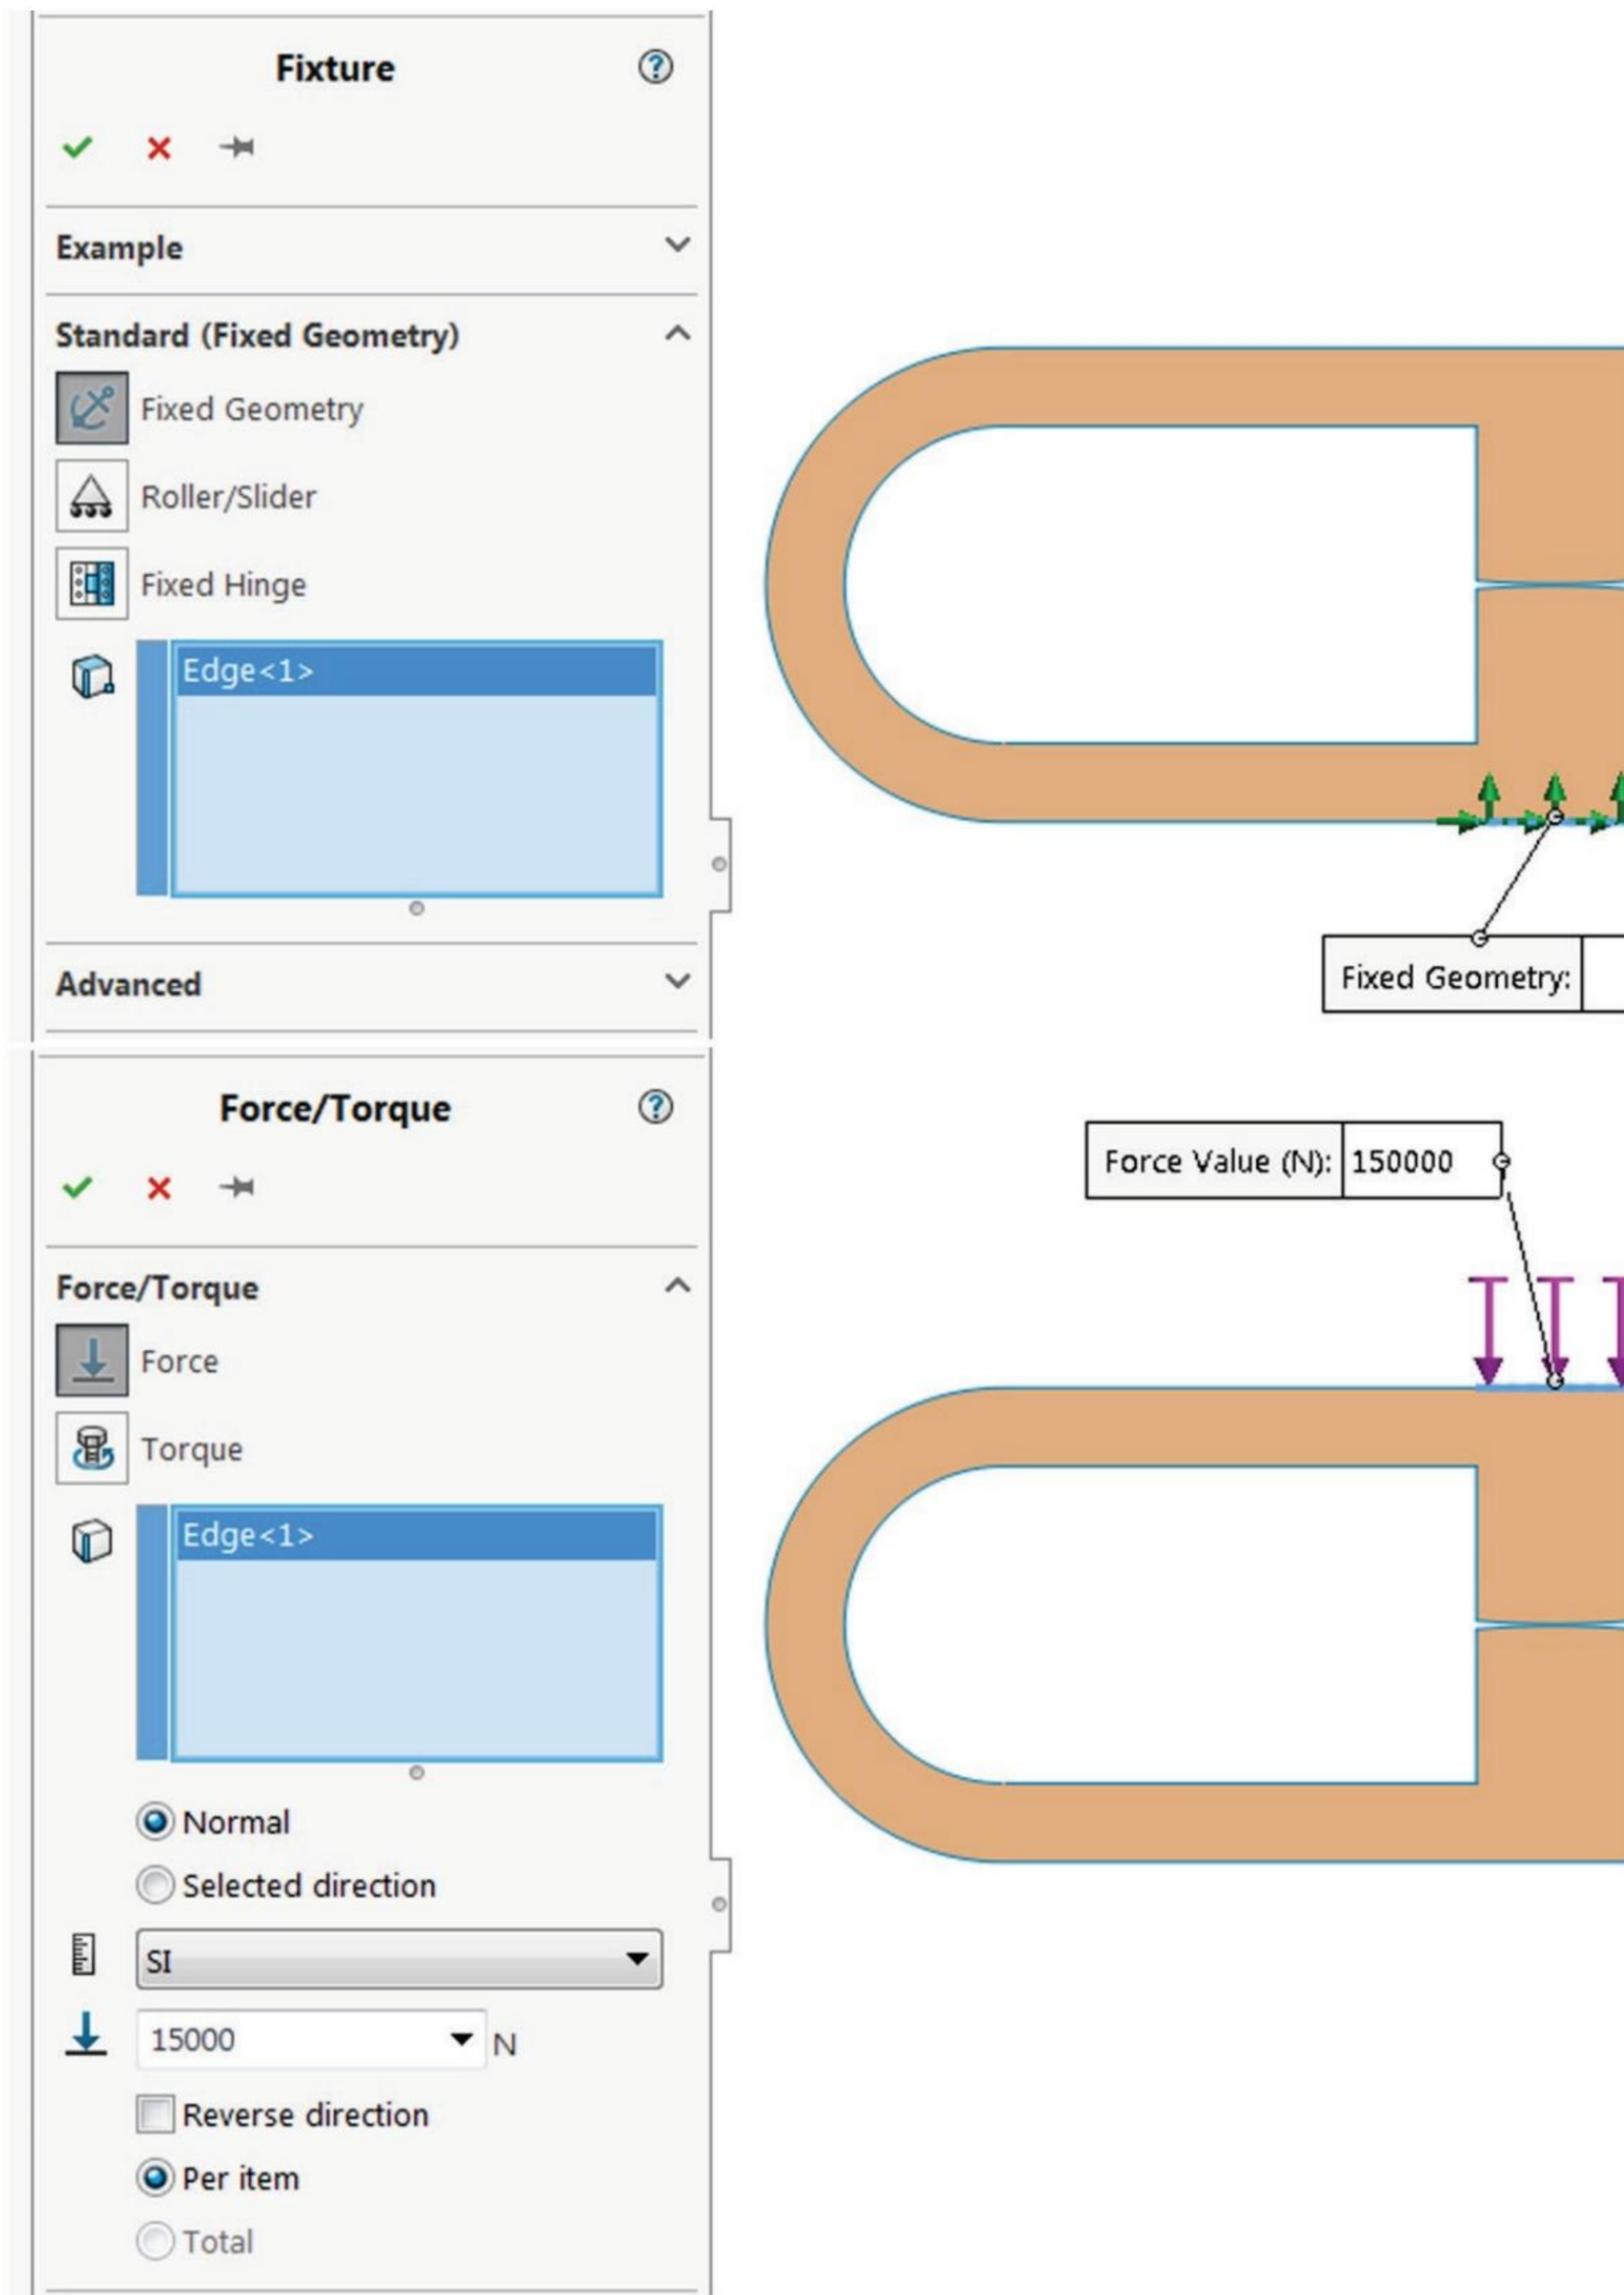 Fixture
Example
Standard (Fixed Geometry)
Fixed Geometry
Roller/Slider
Fixed Hinge
Edge<1>
Advanced
Fixed Geometry:
Force/Torque
Force Value (N): 150000
Force/Torque
Force
Torque
Edge<1>
Normal
Selected direction
SI
15000 N
Reverse direction
Per item
Total